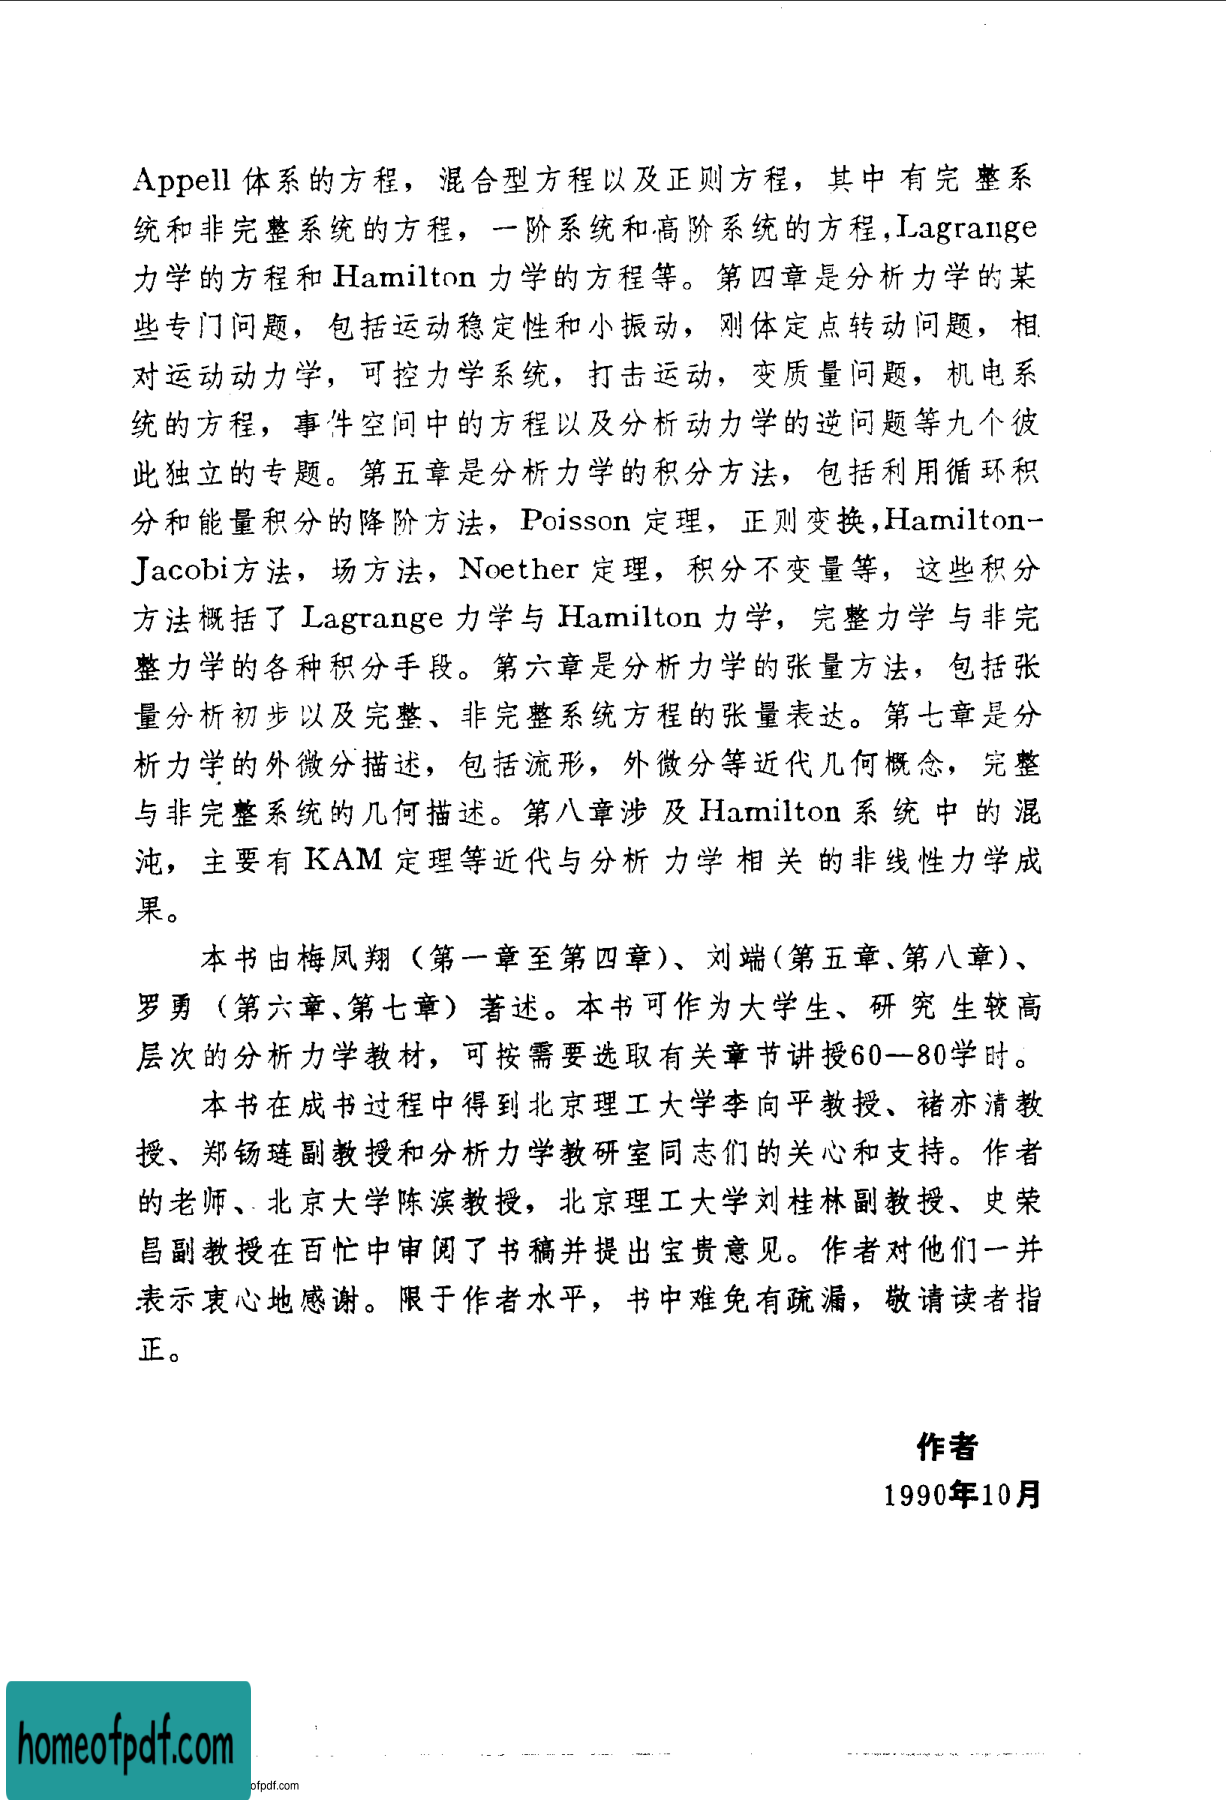 Appell 体系的方程，混合型方程以及正则方程，其中有完整系
统和非完整系统的方程，一阶系统和高阶系统的方程，Lagrange
力学的方程和 Hamilton 力学的方程等。第四章是分析力学的某
些专门问题，包括运动稳定性和小振动，刚体定点转动问题，相
对运动动力学，可控力学系统，打击运动，变质量问题，机电系
统的方程，事件空间中的方程以及分析动力学的逆问题等九个彼
此独立的专题。第五章是分析力学的积分方法，包括利用循环积
分和能量积分的降阶方法，Poisson 定理，正则变换，Hamilton-
Jacobi方法，场方法，Noether 定理，积分不变量等，这些积分
方法概括了 Lagrange 力学与 Hamilton 力学，完整力学与非完
整力学的各种积分手段。第六章是分析力学的张量方法，包括张
量分析初步以及完整、非完整系统方程的张量表达。第七章是分
析力学的外微分描述，包括流形，外微分等近代几何概念，完整
与非完整系统的几何描述。第八章涉及 Hamilton 系统中的混
沌，主要有 KAM 定理等近代与分析力学相关的非线性力学成
果。
本书由梅凤翔（第一章至第四章）、刘端（第五章、第八章）、
罗勇（第六章、第七章）著述。本书可作为大学生、研究生较高
层次的分析力学教材，可按需要选取有关章节讲授60—80学时。
本书在成书过程中得到北京理工大学李向平教授、褚亦清教
授、郑钖琏副教授和分析力学教研室同志们的关心和支持。作者
的老师、北京大学陈滨教授，北京理工大学刘桂林副教授、史荣
昌副教授在百忙中审阅了书稿并提出宝贵意见。作者对他们一并
表示衷心地感谢。限于作者水平，书中难免有疏漏，敬请读者指
正。
作者
1990年10月
homeofpdf.com
ofpdf.com